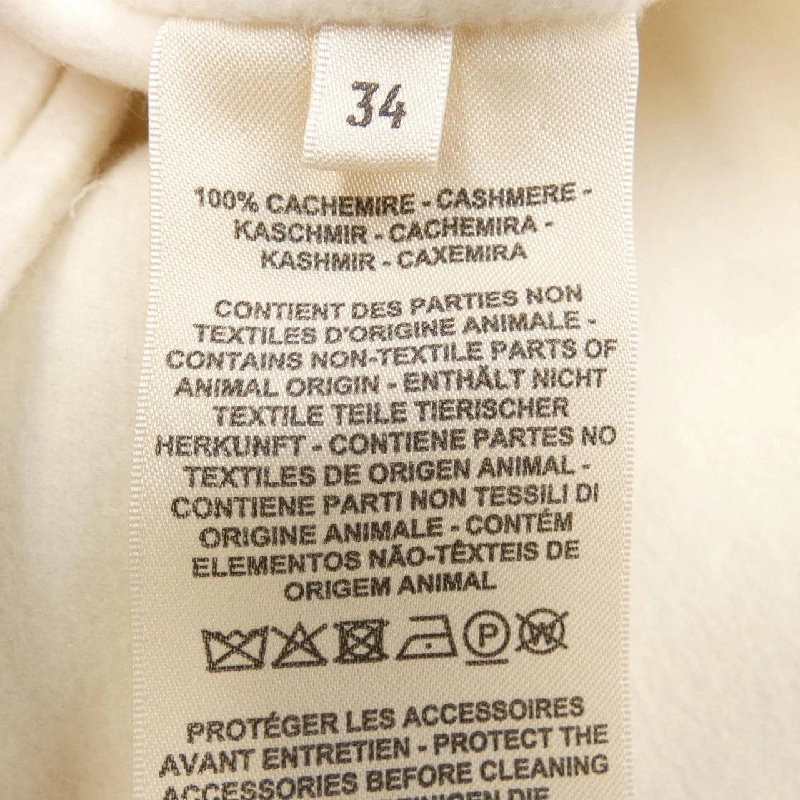 34
100% CACHEMIRE - CASHMERE -
KASCHMIR - CACHEMIRA -
KASHMIR - CAXEMIRA
CONTIENT DES PARTIES NON
TEXTILES D'ORIGINE ANIMALE -
CONTAINS NON-TEXTILE PARTS OF
ANIMAL ORIGIN - ENTHÄLT NICHT
TEXTILE TEILE TIERISCHER
HERKUNFT - CONTIENE PARTES NO
TEXTILES DE ORIGEN ANIMAL -
CONTIENE PARTI NON TESSILI DI
ORIGINE ANIMALE - CONTÉM
ELEMENTOS NÃO-TÊXTEIS DE
ORIGEM ANIMAL
P W
PROTÉGER LES ACCESSOIRES
AVANT ENTRETIEN - PROTECT THE
ACCESSORIES BEFORE CLEANING
REINIGEN DIE